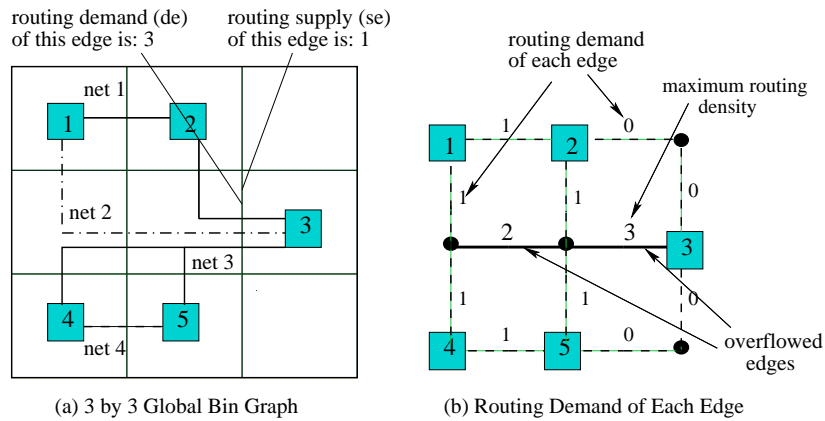 routing demand (de)
of this edge is: 3
routing supply (se)
of this edge is: 1
net 1
1
2
net 2
3
net 3
4
5
net 4
(a) 3 by 3 Global Bin Graph
routing demand
of each edge
maximum routing
density
1
0
1
2
1
1
0
2
3
3
1
1
0
4
1
5
0
overflowed
edges
(b) Routing Demand of Each Edge